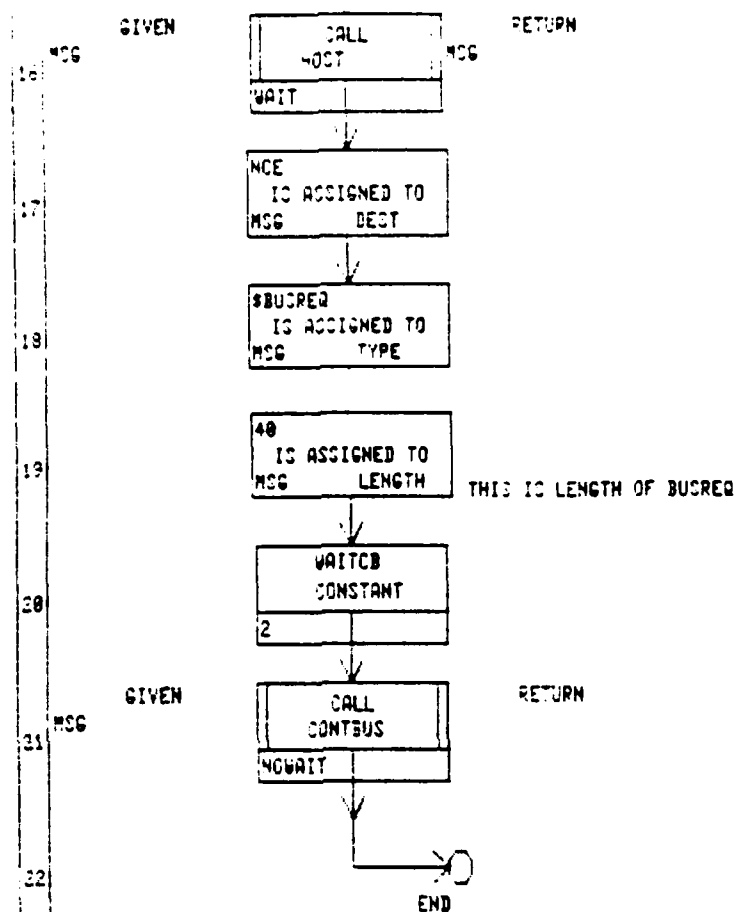 GIVEN RETURN
MSG CALL MSG
16 HOST
WAIT
NCE
IS ASSIGNED TO
17 MSG DEST
$BUSREQ
IS ASSIGNED TO
18 MSG TYPE
40
IS ASSIGNED TO
19 MSG LENGTH THIS IS LENGTH OF BUSREQ
WAITCB
CONSTANT
20
2
GIVEN RETURN
MSG CALL
21 CONTBUS
NOWAIT
22
END